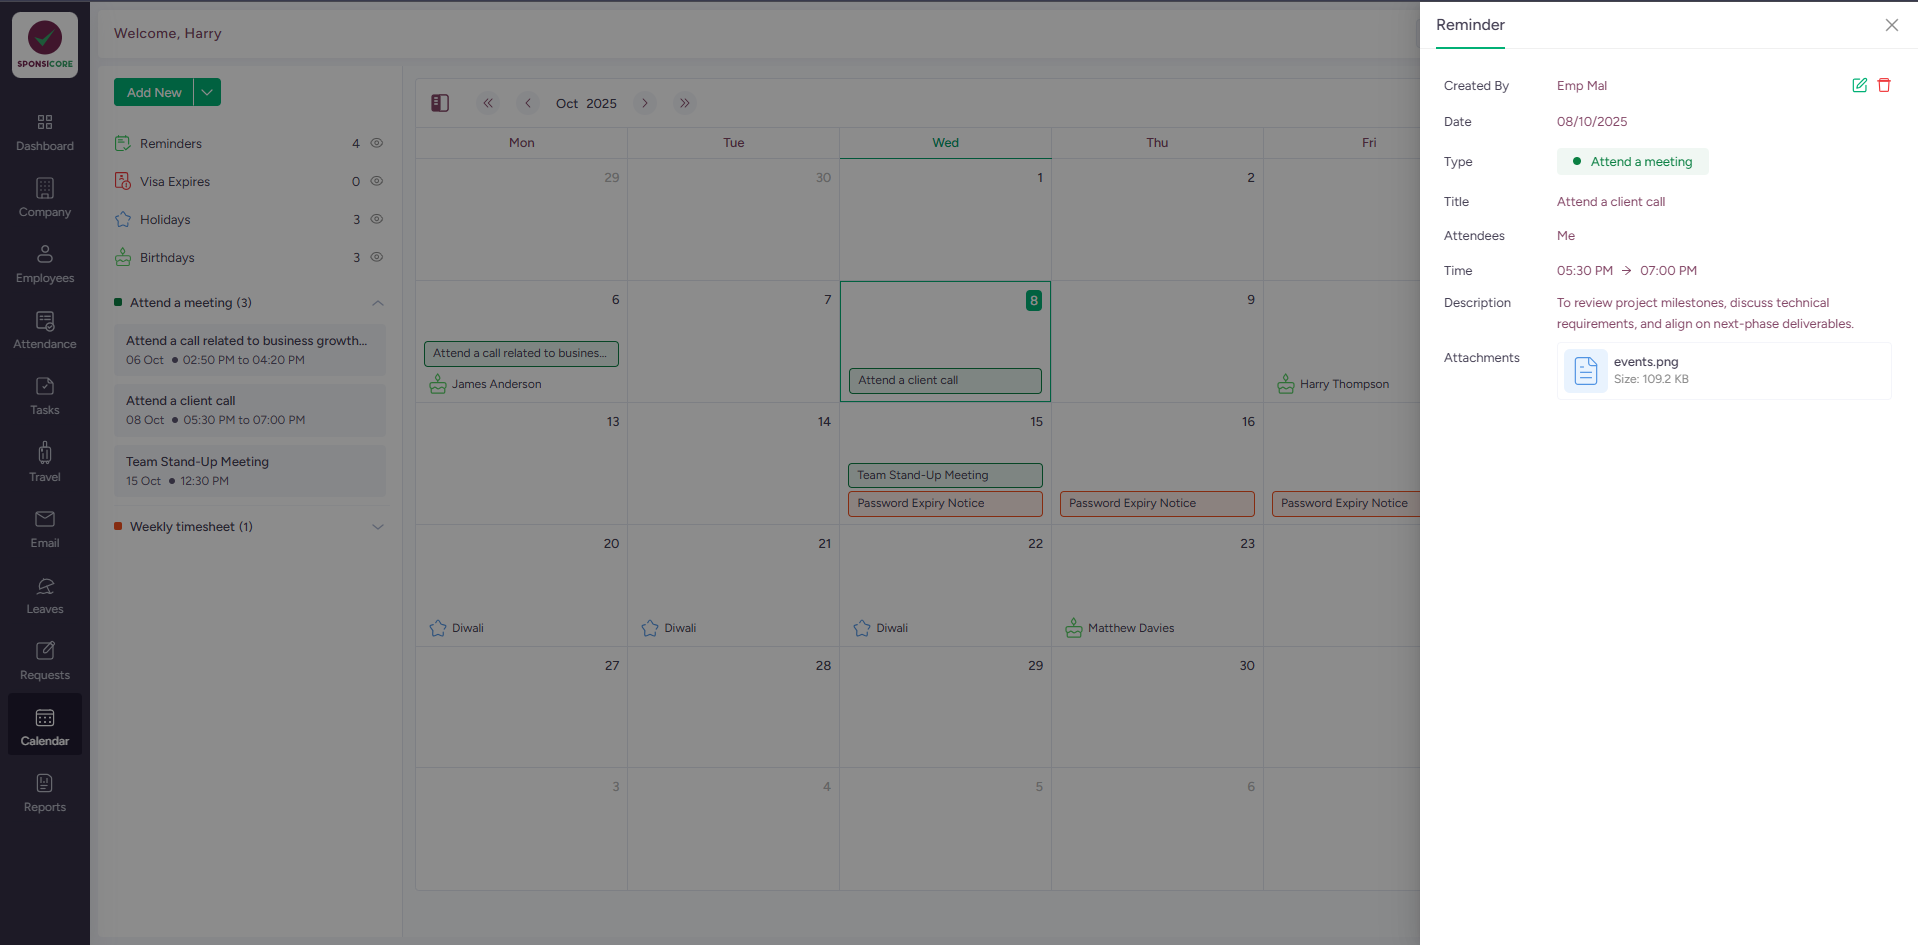 SPONSICORE
Dashboard
Company
Employees
Attendance
Tasks
Travel
Email
Leaves
Requests
Calendar
Reports
Welcome, Harry
Add New
Reminders 4
Visa Expires 0
Holidays 3
Birthdays 3
Attend a meeting (3)
Attend a call related to business growth...
06 Oct • 02:50 PM to 04:20 PM
Attend a client call
08 Oct • 05:30 PM to 07:00 PM
Team Stand-Up Meeting
15 Oct • 12:30 PM
Weekly timesheet (1)
Oct 2025
Mon Tue Wed Thu Fri
29 30 1 2
6 7 8 9
Attend a call related to busines...
Attend a client call
James Anderson
Harry Thompson
13 14 15 16
Team Stand-Up Meeting
Password Expiry Notice Password Expiry Notice Password Expiry Notice
20 21 22 23
Diwali Diwali Diwali Matthew Davies
27 28 29 30
3 4 5 6
Reminder
Created By Emp Mal
Date 08/10/2025
Type Attend a meeting
Title Attend a client call
Attendees Me
Time 05:30 PM → 07:00 PM
Description To review project milestones, discuss technical
requirements, and align on next-phase deliverables.
Attachments events.png
Size: 109.2 KB